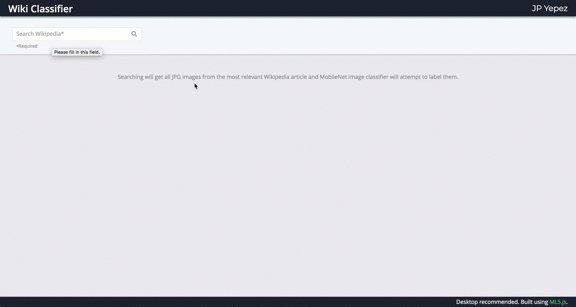 Wiki Classifier
JP Yepez
Search Wikipedia*
*Required
Please fill in this field.
Searching will get all JPG images from the most relevant Wikipedia article and MobileNet image classifier will attempt to label them.
Desktop recommended. Built using ML5.js.